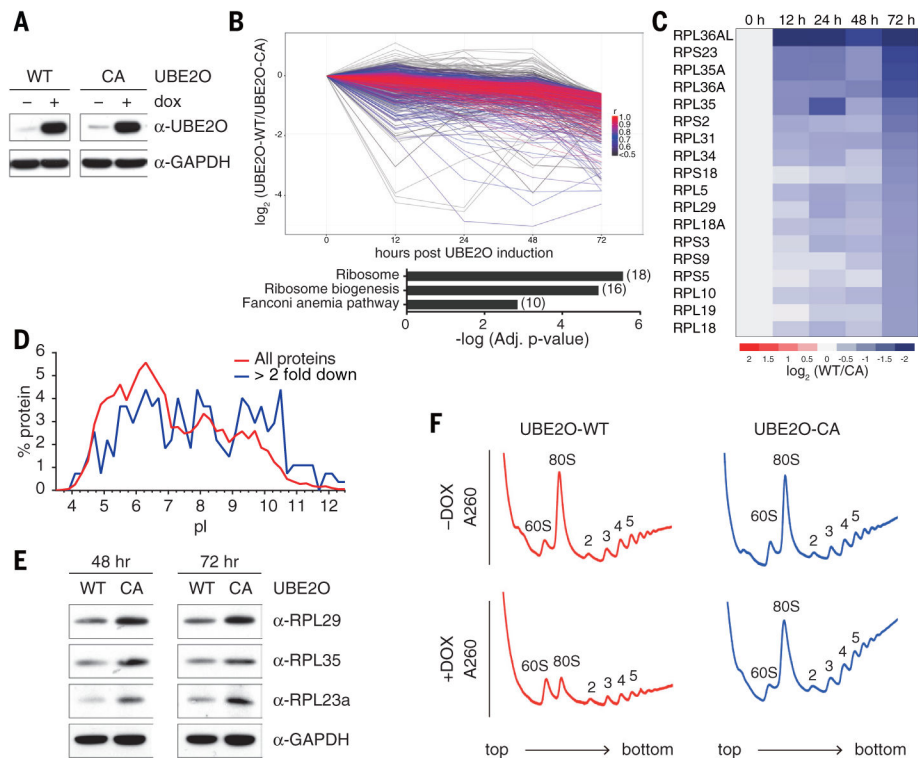 A
WT CA UBE2O
– + – + dox
α-UBE2O
α-GAPDH
B
log2 (UBE2O-WT/UBE2O-CA)
0
-2
-4
r
1.0
0.9
0.8
0.7
0.6
<0.5
0 12 24 48 72
hours post UBE2O induction
Ribosome (18)
Ribosome biogenesis (16)
Fanconi anemia pathway (10)
0 2 4 6
-log (Adj. p-value)
C
0 h 12 h 24 h 48 h 72 h
RPL36AL
RPS23
RPL35A
RPL36A
RPL35
RPS2
RPL31
RPL34
RPS18
RPL5
RPL29
RPL18A
RPS3
RPS9
RPS5
RPL10
RPL19
RPL18
2 1.5 1 0.5 0 -0.5 -1 -1.5 -2
log2 (WT/CA)
D
% protein
6
5
4
3
2
1
0
All proteins
> 2 fold down
4 5 6 7 8 9 10 11 12
pI
E
48 hr 72 hr
WT CA WT CA UBE2O
α-RPL29
α-RPL35
α-RPL23a
α-GAPDH
F
UBE2O-WT UBE2O-CA
–DOX
A260
60S 80S 2 3 4 5
60S 80S 2 3 4 5
+DOX
A260
60S 80S 2 3 4 5
60S 80S 2 3 4 5
top bottom top bottom